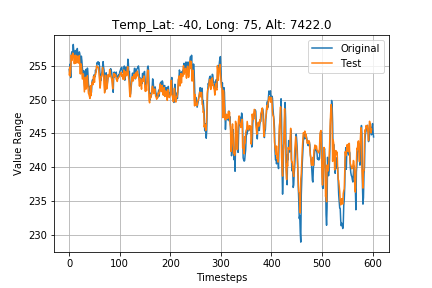 Temp_Lat: -40, Long: 75, Alt: 7422.0
Original
Test
Value Range
255
250
245
240
235
230
0 100 200 300 400 500 600
Timesteps